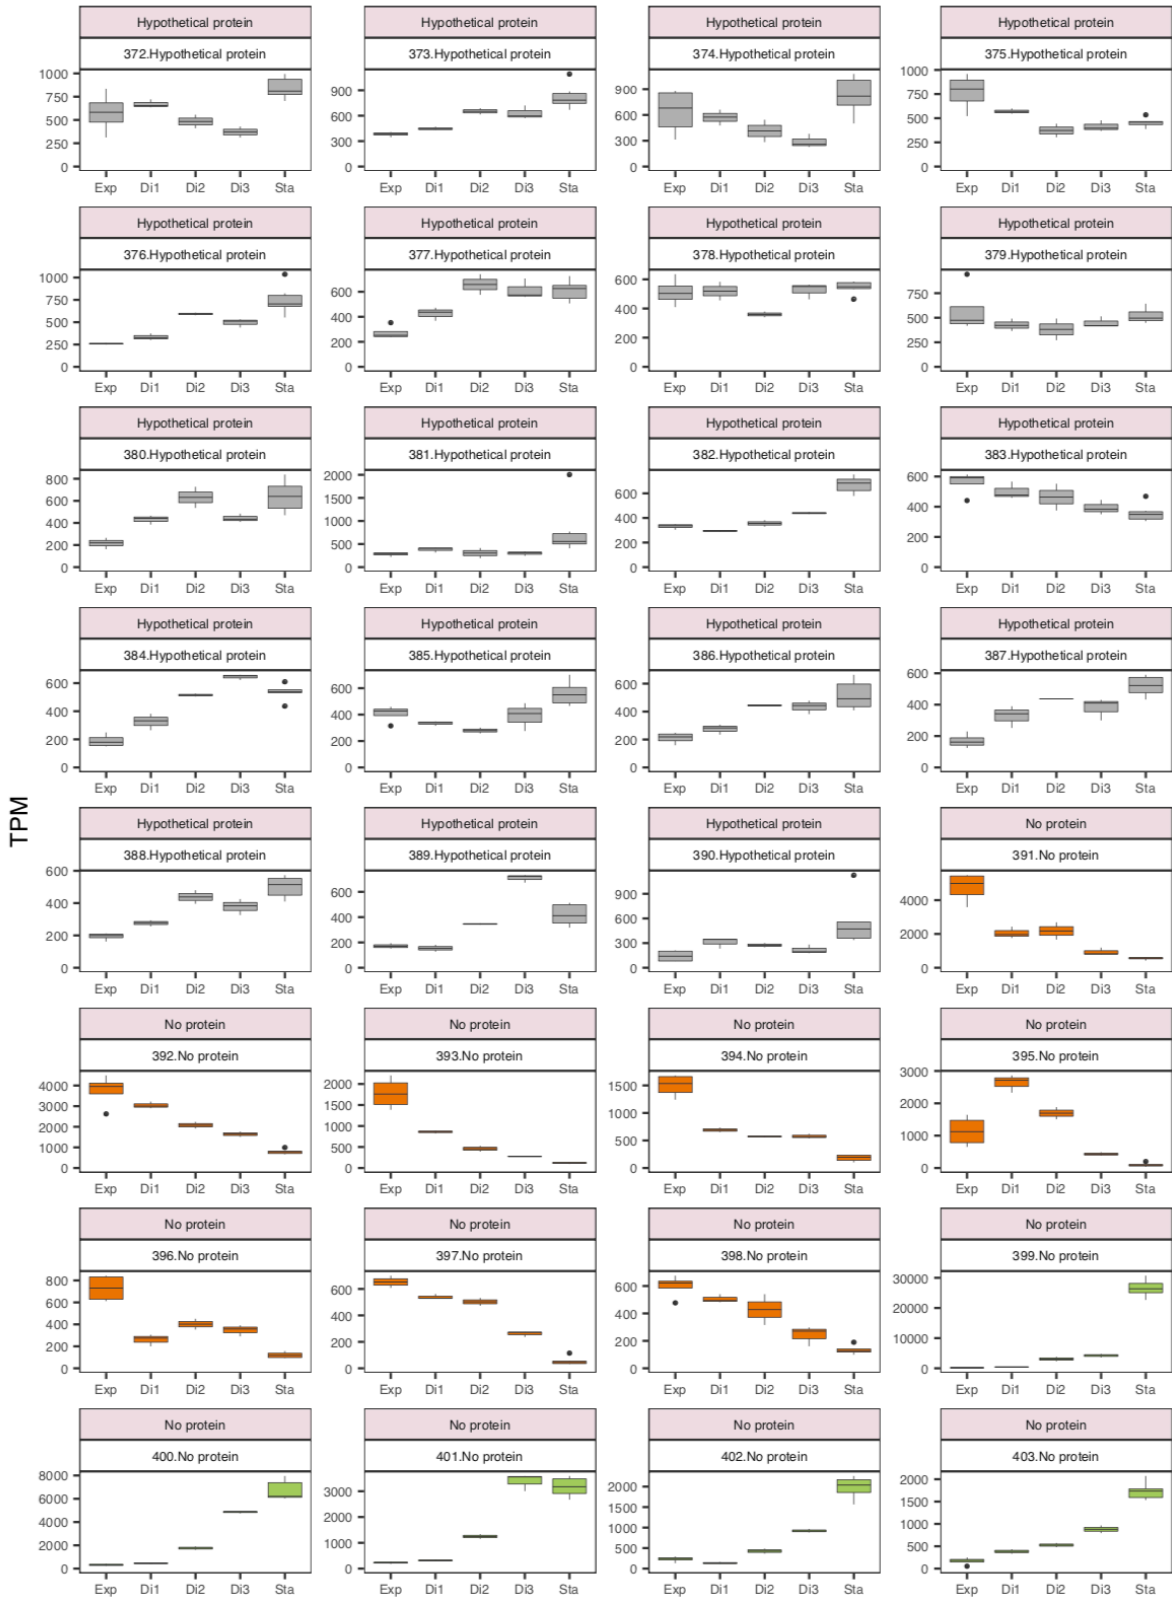 Hypothetical protein Hypothetical protein Hypothetical protein Hypothetical protein
372.Hypothetical protein 373.Hypothetical protein 374.Hypothetical protein 375.Hypothetical protein
1000 750 500 250 0
900 600 300 0
900 600 300 0
1000 750 500 250 0
Exp Di1 Di2 Di3 Sta Exp Di1 Di2 Di3 Sta Exp Di1 Di2 Di3 Sta Exp Di1 Di2 Di3 Sta
Hypothetical protein Hypothetical protein Hypothetical protein Hypothetical protein
376.Hypothetical protein 377.Hypothetical protein 378.Hypothetical protein 379.Hypothetical protein
1000 750 500 250 0
600 400 200 0
600 400 200 0
750 500 250 0
Exp Di1 Di2 Di3 Sta Exp Di1 Di2 Di3 Sta Exp Di1 Di2 Di3 Sta Exp Di1 Di2 Di3 Sta
Hypothetical protein Hypothetical protein Hypothetical protein Hypothetical protein
380.Hypothetical protein 381.Hypothetical protein 382.Hypothetical protein 383.Hypothetical protein
800 600 400 200 0
2000 1500 1000 500 0
600 400 200 0
600 400 200 0
Exp Di1 Di2 Di3 Sta Exp Di1 Di2 Di3 Sta Exp Di1 Di2 Di3 Sta Exp Di1 Di2 Di3 Sta
Hypothetical protein Hypothetical protein Hypothetical protein Hypothetical protein
384.Hypothetical protein 385.Hypothetical protein 386.Hypothetical protein 387.Hypothetical protein
600 400 200 0
600 400 200 0
600 400 200 0
600 400 200 0
Exp Di1 Di2 Di3 Sta Exp Di1 Di2 Di3 Sta Exp Di1 Di2 Di3 Sta Exp Di1 Di2 Di3 Sta
TPM
Hypothetical protein Hypothetical protein Hypothetical protein No protein
388.Hypothetical protein 389.Hypothetical protein 390.Hypothetical protein 391.No protein
600 400 200 0
600 400 200 0
900 600 300 0
4000 2000 0
Exp Di1 Di2 Di3 Sta Exp Di1 Di2 Di3 Sta Exp Di1 Di2 Di3 Sta Exp Di1 Di2 Di3 Sta
No protein No protein No protein No protein
392.No protein 393.No protein 394.No protein 395.No protein
4000 3000 2000 1000 0
2000 1500 1000 500 0
1500 1000 500 0
3000 2000 1000 0
Exp Di1 Di2 Di3 Sta Exp Di1 Di2 Di3 Sta Exp Di1 Di2 Di3 Sta Exp Di1 Di2 Di3 Sta
No protein No protein No protein No protein
396.No protein 397.No protein 398.No protein 399.No protein
800 600 400 200 0
600 400 200 0
600 400 200 0
30000 20000 10000 0
Exp Di1 Di2 Di3 Sta Exp Di1 Di2 Di3 Sta Exp Di1 Di2 Di3 Sta Exp Di1 Di2 Di3 Sta
No protein No protein No protein No protein
400.No protein 401.No protein 402.No protein 403.No protein
8000 6000 4000 2000 0
3000 2000 1000 0
2000 1500 1000 500 0
2000 1500 1000 500 0
Exp Di1 Di2 Di3 Sta Exp Di1 Di2 Di3 Sta Exp Di1 Di2 Di3 Sta Exp Di1 Di2 Di3 Sta